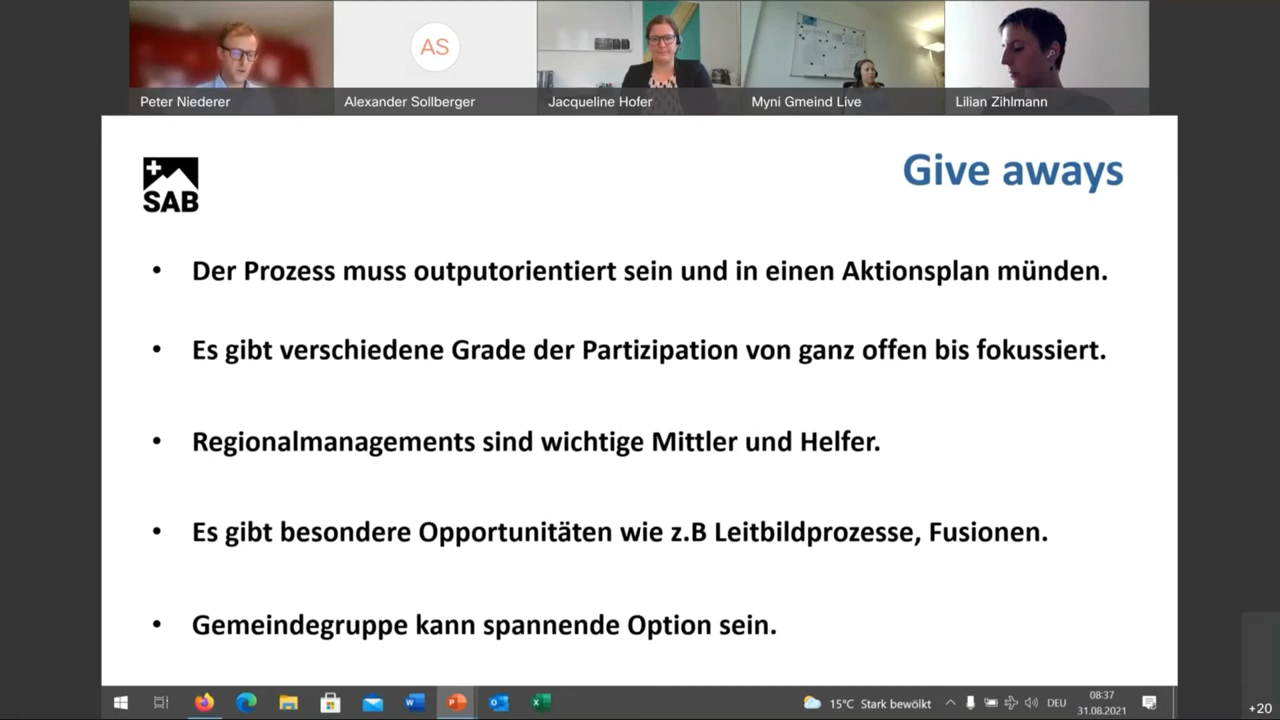 AS
Peter Niederer
Alexander Sollberger
Jacqueline Hofer
Myni Gmeind Live
Lilian Zihlmann
SAB
Give aways
• Der Prozess muss outputorientiert sein und in einen Aktionsplan münden.
• Es gibt verschiedene Grade der Partizipation von ganz offen bis fokussiert.
• Regionalmanagements sind wichtige Mittler und Helfer.
• Es gibt besondere Opportunitäten wie z.B Leitbildprozesse, Fusionen.
• Gemeindegruppe kann spannende Option sein.
15°C Stark bewölkt
DEU
08:37
31.08.2021
+20